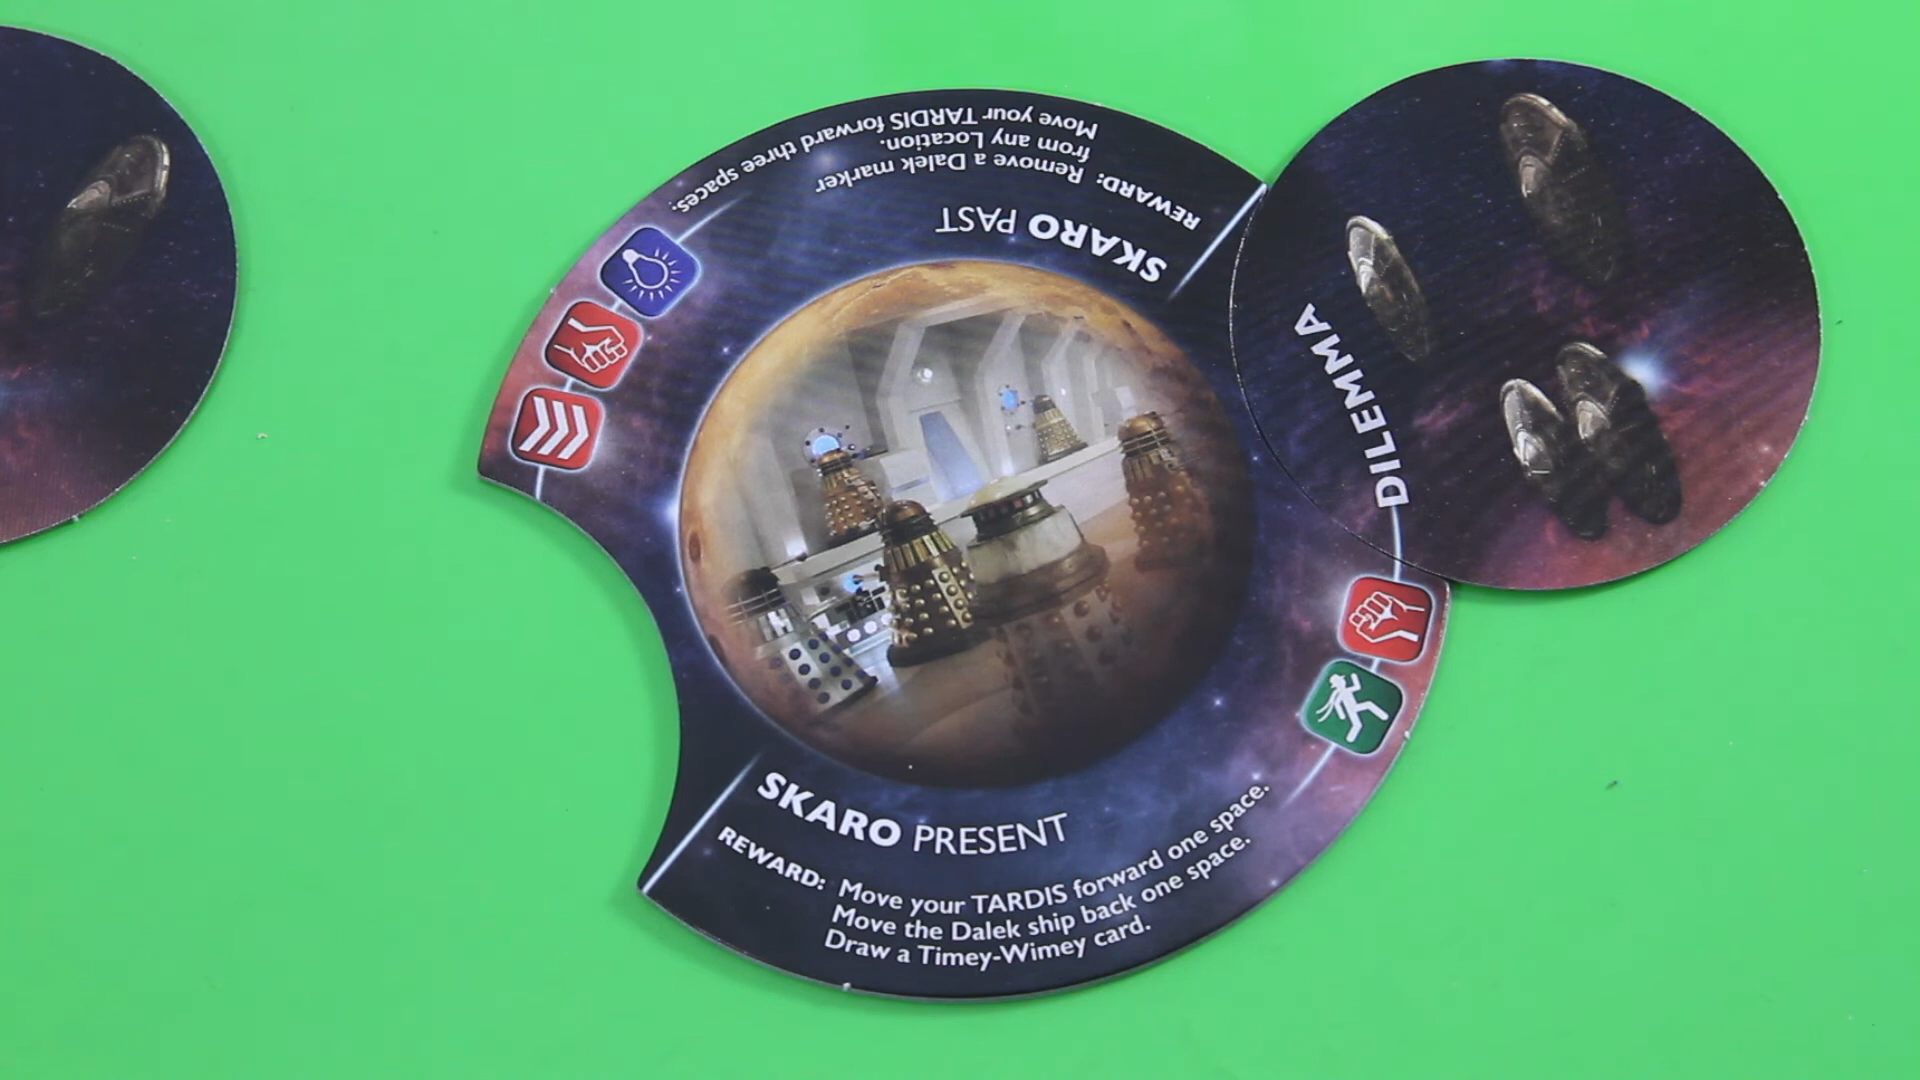 Move your TARDIS forward three spaces.
from any Location.
REWARD: Remove a Dalek marker
SKARO PAST
DILEMMA
SKARO PRESENT
REWARD: Move your TARDIS forward one space.
Move the Dalek ship back one space.
Draw a Timey-Wimey card.